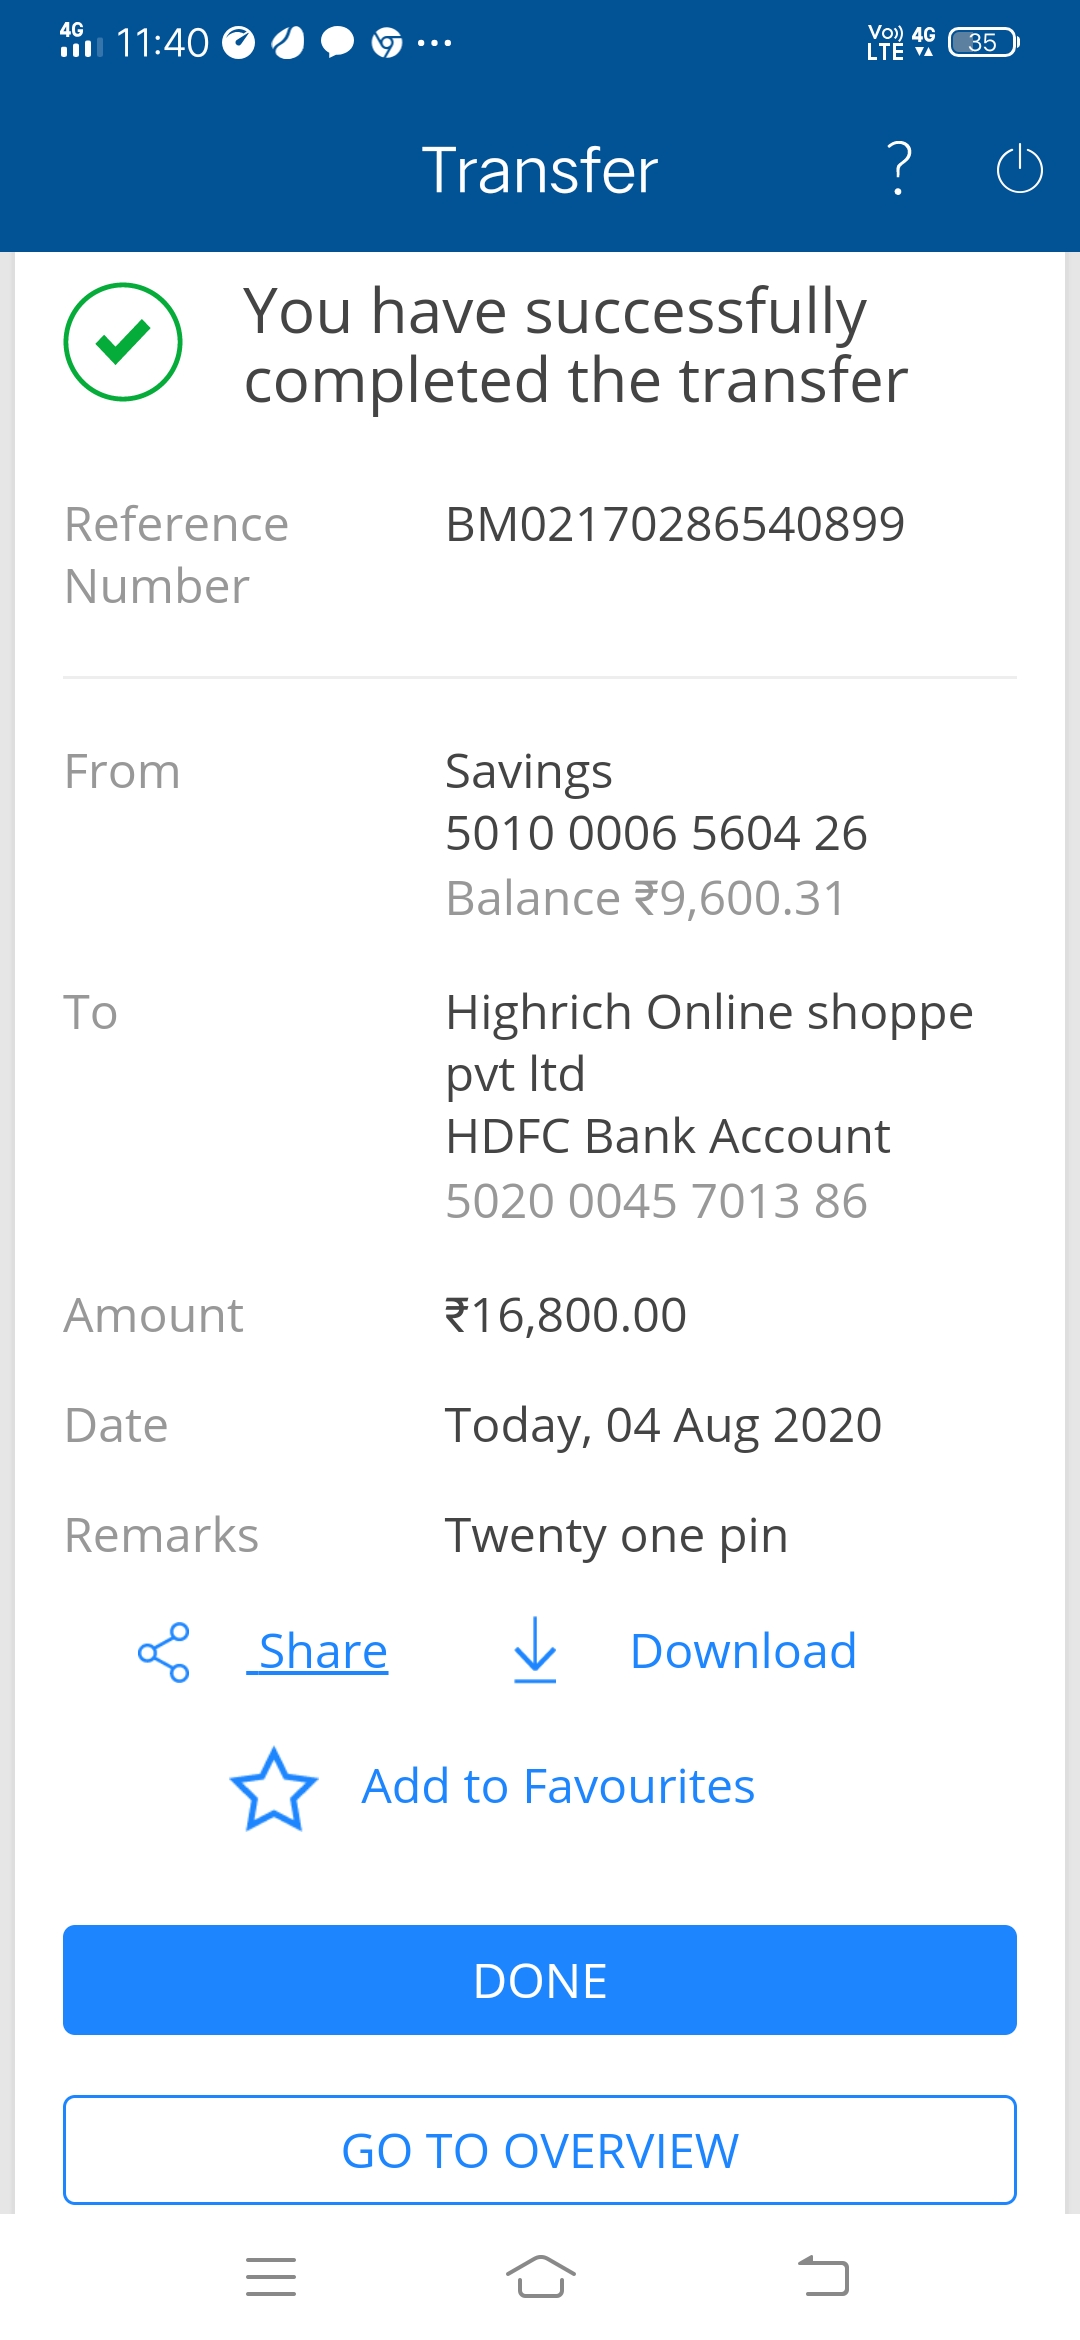 4G 11:40 Vo)) LTE 4G 35
Transfer ?
You have successfully
completed the transfer
Reference BM02170286540899
Number
From Savings
5010 0006 5604 26
Balance ₹9,600.31
To Highrich Online shoppe
pvt ltd
HDFC Bank Account
5020 0045 7013 86
Amount ₹16,800.00
Date Today, 04 Aug 2020
Remarks Twenty one pin
Share Download
Add to Favourites
DONE
GO TO OVERVIEW